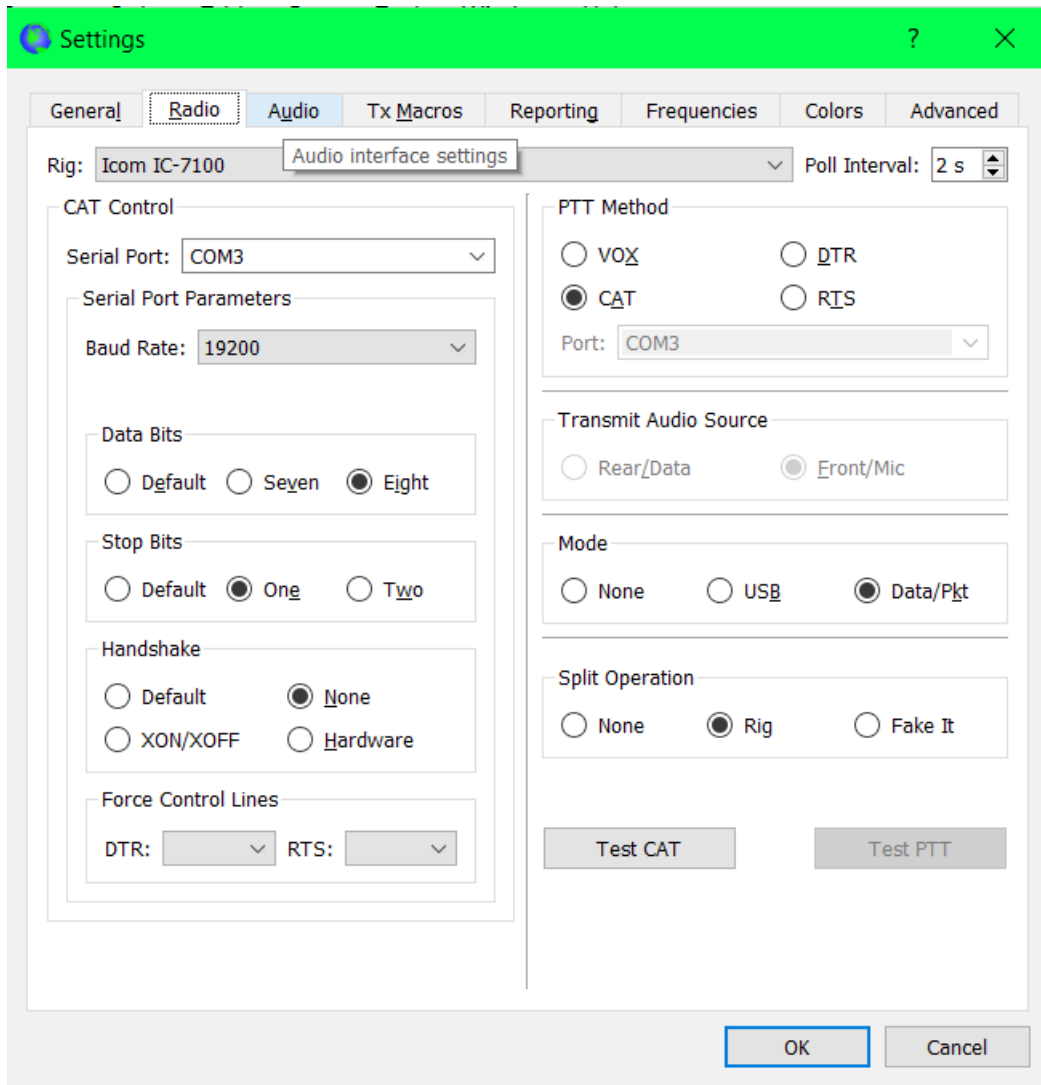 Settings
?
General Radio Audio Tx Macros Reporting Frequencies Colors Advanced
Rig: Icom IC-7100 Poll Interval: 2 s
Audio interface settings
CAT Control
Serial Port: COM3
Serial Port Parameters
Baud Rate: 19200
Data Bits
Default Seven Eight
Stop Bits
Default One Two
Handshake
Default None
XON/XOFF Hardware
Force Control Lines
DTR: RTS:
PTT Method
VOX DTR
CAT RTS
Port: COM3
Transmit Audio Source
Rear/Data Front/Mic
Mode
None USB Data/Pkt
Split Operation
None Rig Fake It
Test CAT Test PTT
OK Cancel